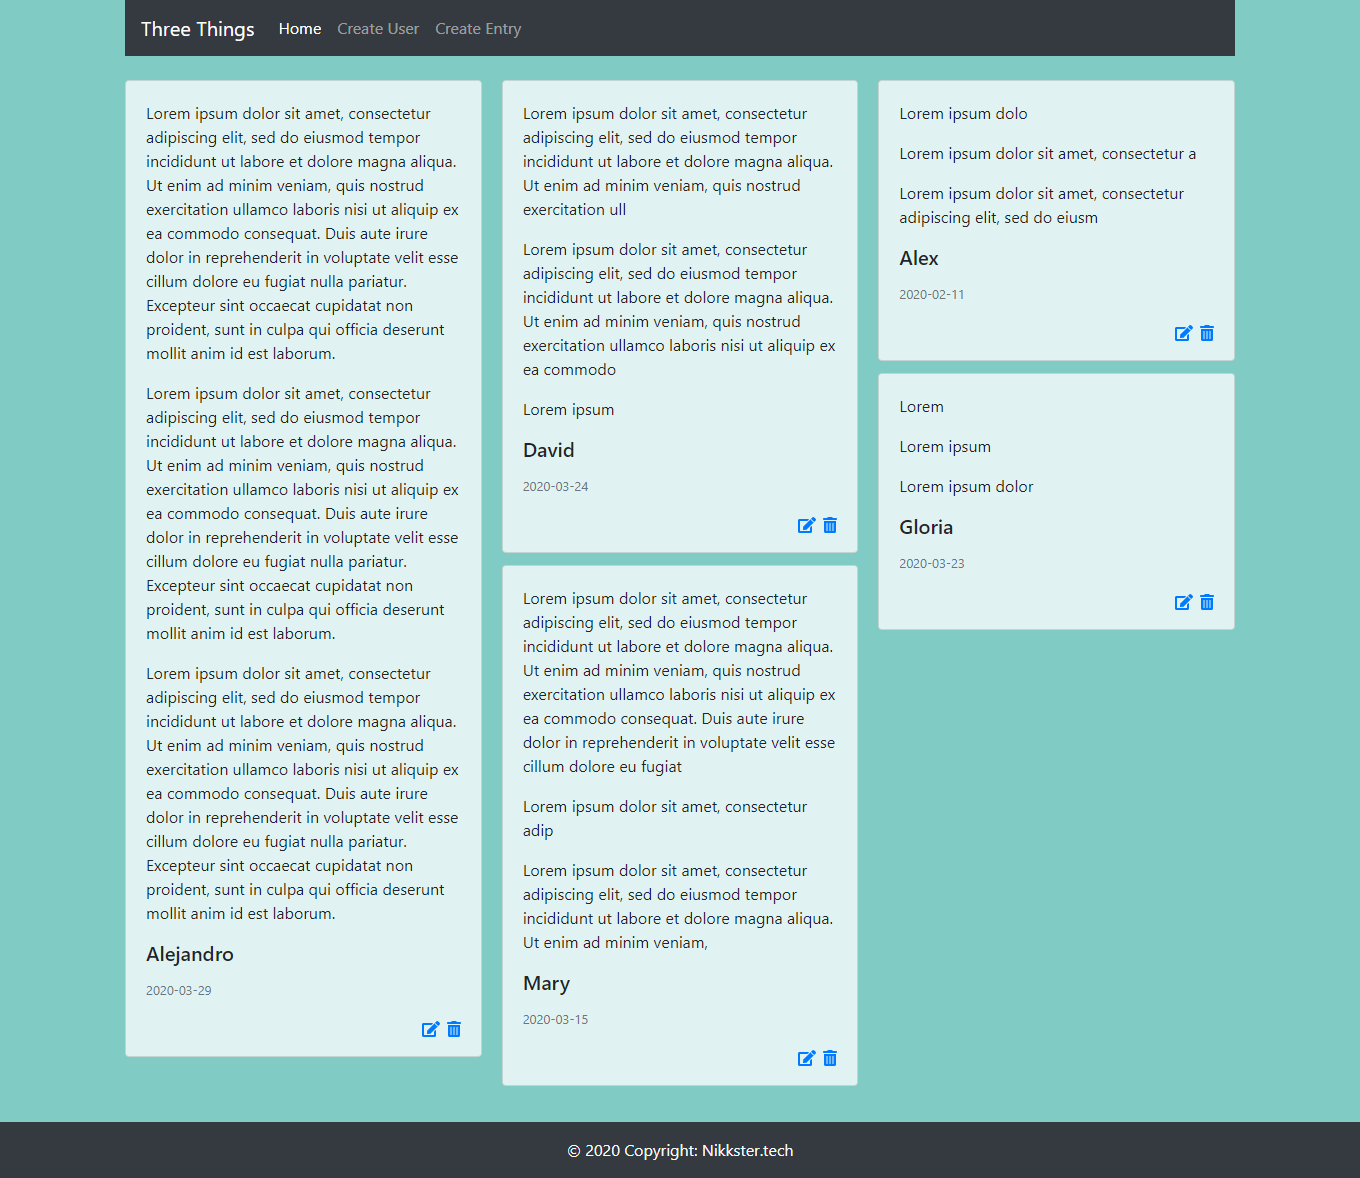 Three Things Home Create User Create Entry
Lorem ipsum dolor sit amet, consectetur
adipiscing elit, sed do eiusmod tempor
incididunt ut labore et dolore magna aliqua.
Ut enim ad minim veniam, quis nostrud
exercitation ullamco laboris nisi ut aliquip ex
ea commodo consequat. Duis aute irure
dolor in reprehenderit in voluptate velit esse
cillum dolore eu fugiat nulla pariatur.
Excepteur sint occaecat cupidatat non
proident, sunt in culpa qui officia deserunt
mollit anim id est laborum.
Lorem ipsum dolor sit amet, consectetur
adipiscing elit, sed do eiusmod tempor
incididunt ut labore et dolore magna aliqua.
Ut enim ad minim veniam, quis nostrud
exercitation ullamco laboris nisi ut aliquip ex
ea commodo consequat. Duis aute irure
dolor in reprehenderit in voluptate velit esse
cillum dolore eu fugiat nulla pariatur.
Excepteur sint occaecat cupidatat non
proident, sunt in culpa qui officia deserunt
mollit anim id est laborum.
Lorem ipsum dolor sit amet, consectetur
adipiscing elit, sed do eiusmod tempor
incididunt ut labore et dolore magna aliqua.
Ut enim ad minim veniam, quis nostrud
exercitation ullamco laboris nisi ut aliquip ex
ea commodo consequat. Duis aute irure
dolor in reprehenderit in voluptate velit esse
cillum dolore eu fugiat nulla pariatur.
Excepteur sint occaecat cupidatat non
proident, sunt in culpa qui officia deserunt
mollit anim id est laborum.
Alejandro
2020-03-29
Lorem ipsum dolor sit amet, consectetur
adipiscing elit, sed do eiusmod tempor
incididunt ut labore et dolore magna aliqua.
Ut enim ad minim veniam, quis nostrud
exercitation ull
Lorem ipsum dolor sit amet, consectetur
adipiscing elit, sed do eiusmod tempor
incididunt ut labore et dolore magna aliqua.
Ut enim ad minim veniam, quis nostrud
exercitation ullamco laboris nisi ut aliquip ex
ea commodo
Lorem ipsum
David
2020-03-24
Lorem ipsum dolor sit amet, consectetur
adipiscing elit, sed do eiusmod tempor
incididunt ut labore et dolore magna aliqua.
Ut enim ad minim veniam, quis nostrud
exercitation ullamco laboris nisi ut aliquip ex
ea commodo consequat. Duis aute irure
dolor in reprehenderit in voluptate velit esse
cillum dolore eu fugiat
Lorem ipsum dolor sit amet, consectetur
adip
Lorem ipsum dolor sit amet, consectetur
adipiscing elit, sed do eiusmod tempor
incididunt ut labore et dolore magna aliqua.
Ut enim ad minim veniam,
Mary
2020-03-15
Lorem ipsum dolo
Lorem ipsum dolor sit amet, consectetur a
Lorem ipsum dolor sit amet, consectetur
adipiscing elit, sed do eiusm
Alex
2020-02-11
Lorem
Lorem ipsum
Lorem ipsum dolor
Gloria
2020-03-23
© 2020 Copyright: Nikkster.tech